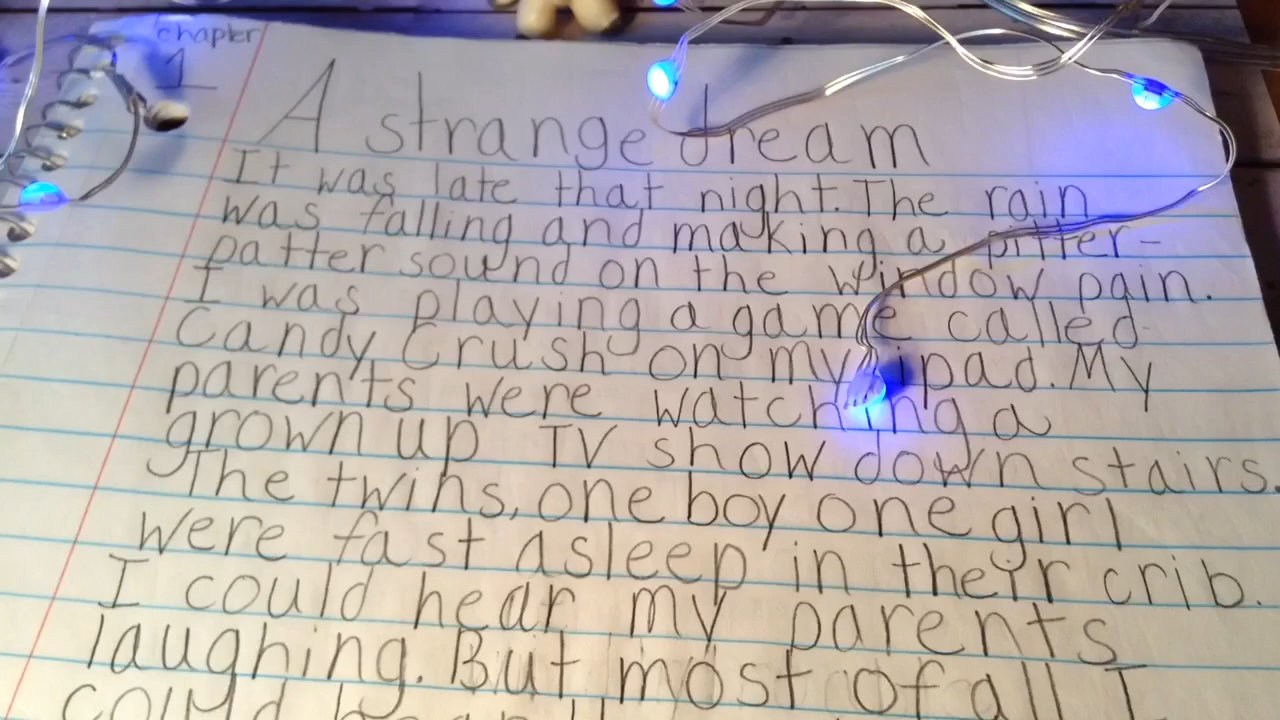 chapter
1
A strange dream
It was late that night. The rain
was falling and making a pitter-
patter sound on the window pain.
I was playing a game called
Candy Crush on my ipad. My
parents were watching a
grown up TV show down stairs.
The twins, one boy one girl
were fast asleep in their crib.
I could hear my parents
laughing. But most of all I
could